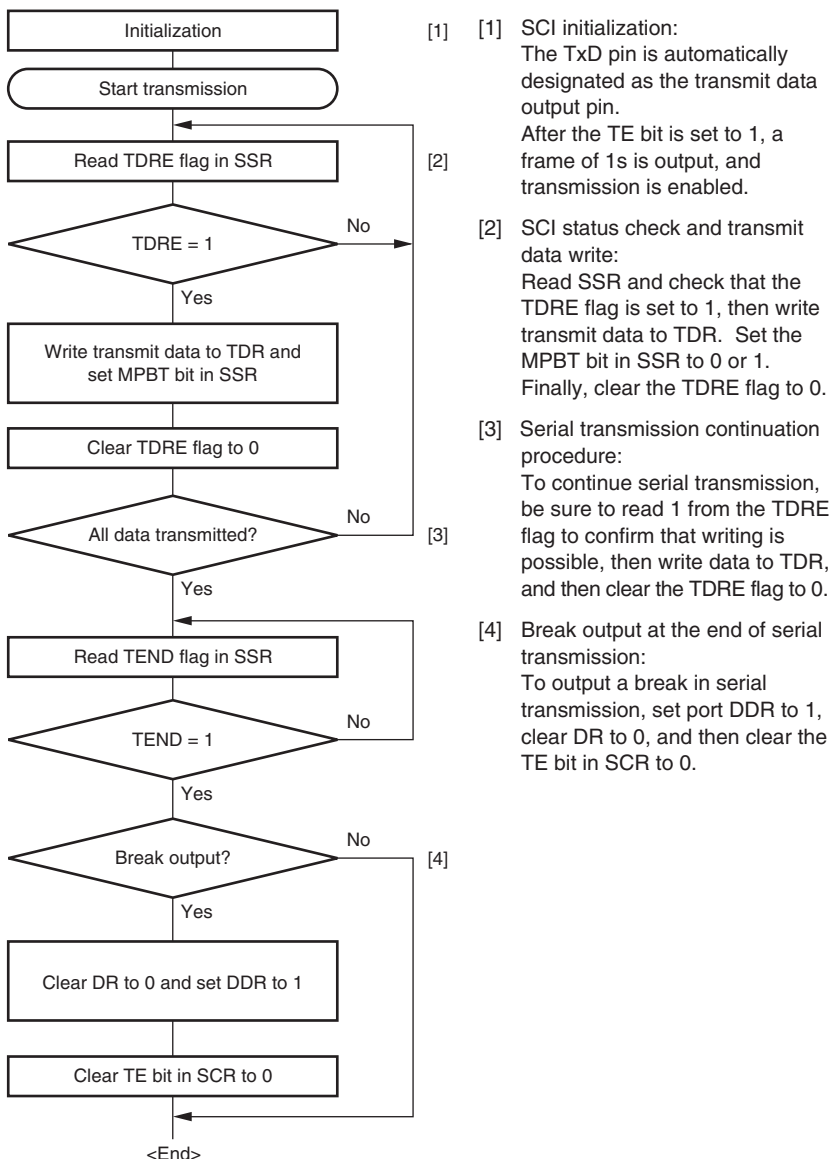 Initialization
[1]
Start transmission
Read TDRE flag in SSR
[2]
TDRE = 1
No
Yes
Write transmit data to TDR and
set MPBT bit in SSR
Clear TDRE flag to 0
All data transmitted?
No
[3]
Yes
Read TEND flag in SSR
TEND = 1
No
Yes
Break output?
No
[4]
Yes
Clear DR to 0 and set DDR to 1
Clear TE bit in SCR to 0
<End>
[1] SCI initialization:
The TxD pin is automatically
designated as the transmit data
output pin.
After the TE bit is set to 1, a
frame of 1s is output, and
transmission is enabled.
[2] SCI status check and transmit
data write:
Read SSR and check that the
TDRE flag is set to 1, then write
transmit data to TDR. Set the
MPBT bit in SSR to 0 or 1.
Finally, clear the TDRE flag to 0.
[3] Serial transmission continuation
procedure:
To continue serial transmission,
be sure to read 1 from the TDRE
flag to confirm that writing is
possible, then write data to TDR,
and then clear the TDRE flag to 0.
[4] Break output at the end of serial
transmission:
To output a break in serial
transmission, set port DDR to 1,
clear DR to 0, and then clear the
TE bit in SCR to 0.